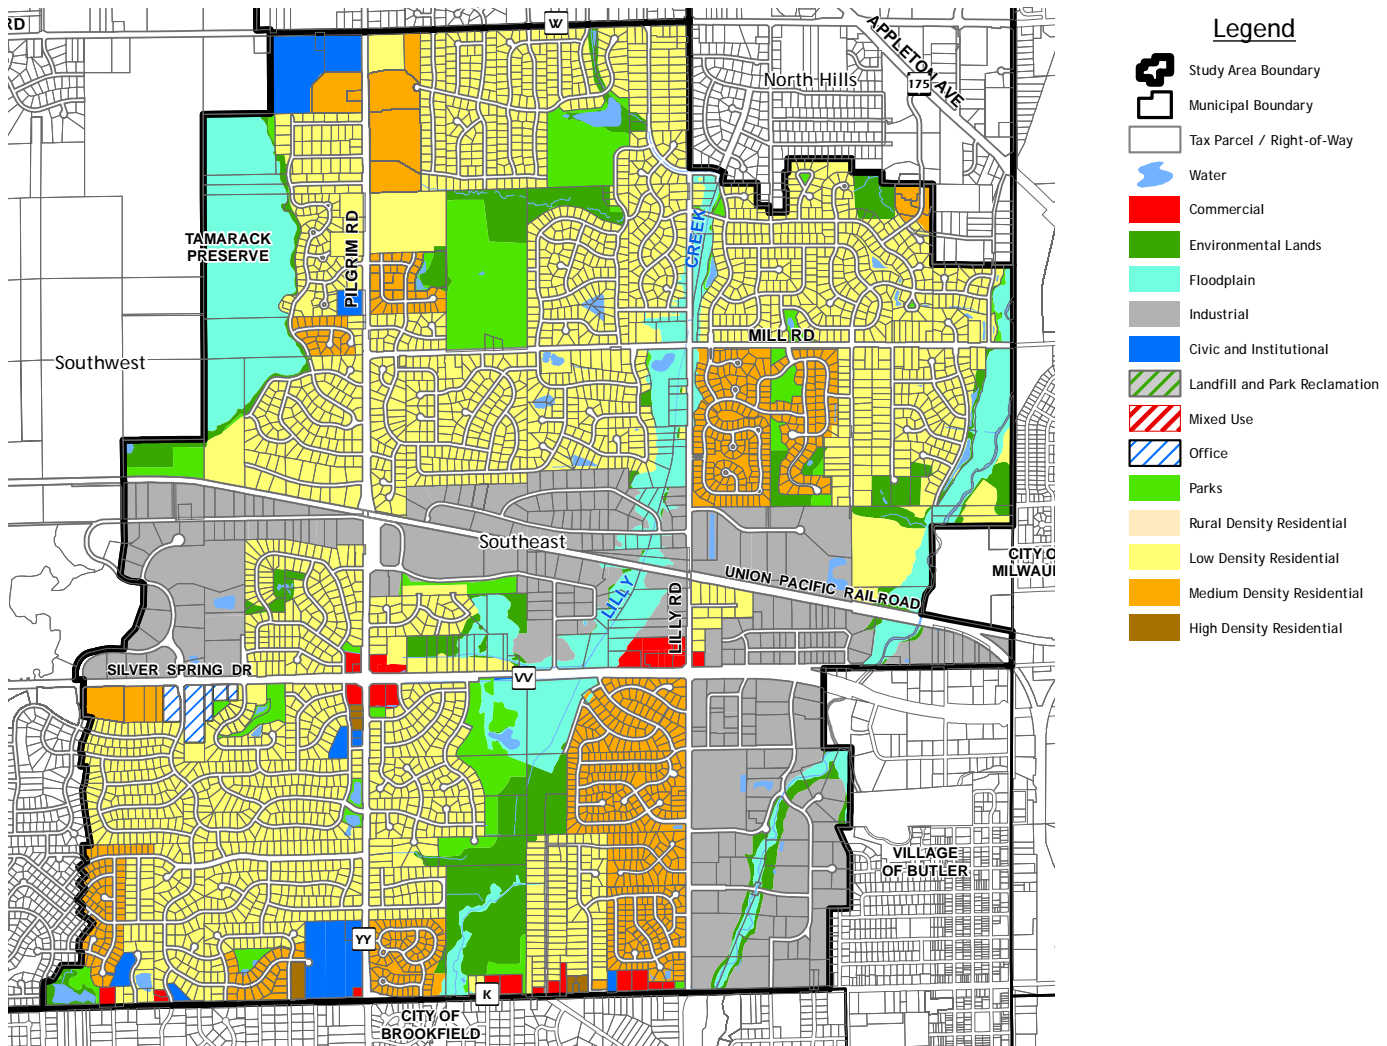 RD
W
APPLETON AVE
North Hills
175
TAMARACK
PRESERVE
PILGRIM RD
CREEK
MILL RD
Southwest
Southeast
CITY O
MILWAU
UNION PACIFIC RAILROAD
LILLY
LILLY RD
SILVER SPRING DR
VV
VILLAGE
OF BUTLER
YY
K
CITY OF
BROOKFIELD
Legend
Study Area Boundary
Municipal Boundary
Tax Parcel / Right-of-Way
Water
Commercial
Environmental Lands
Floodplain
Industrial
Civic and Institutional
Landfill and Park Reclamation
Mixed Use
Office
Parks
Rural Density Residential
Low Density Residential
Medium Density Residential
High Density Residential